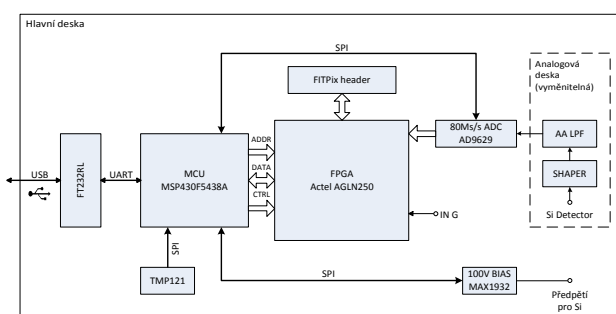 Hlavní deska
SPI
FITPix header
Analogová
deska
(vyměnitelná)
80Ms/s ADC
AD9629
AA LPF
SHAPER
Si Detector
USB
FT232RL
UART
MCU
MSP430F5438A
ADDR
DATA
CTRL
FPGA
Actel AGLN250
IN G
SPI
TMP121
SPI
100V BIAS
MAX1932
Předpětí
pro Si